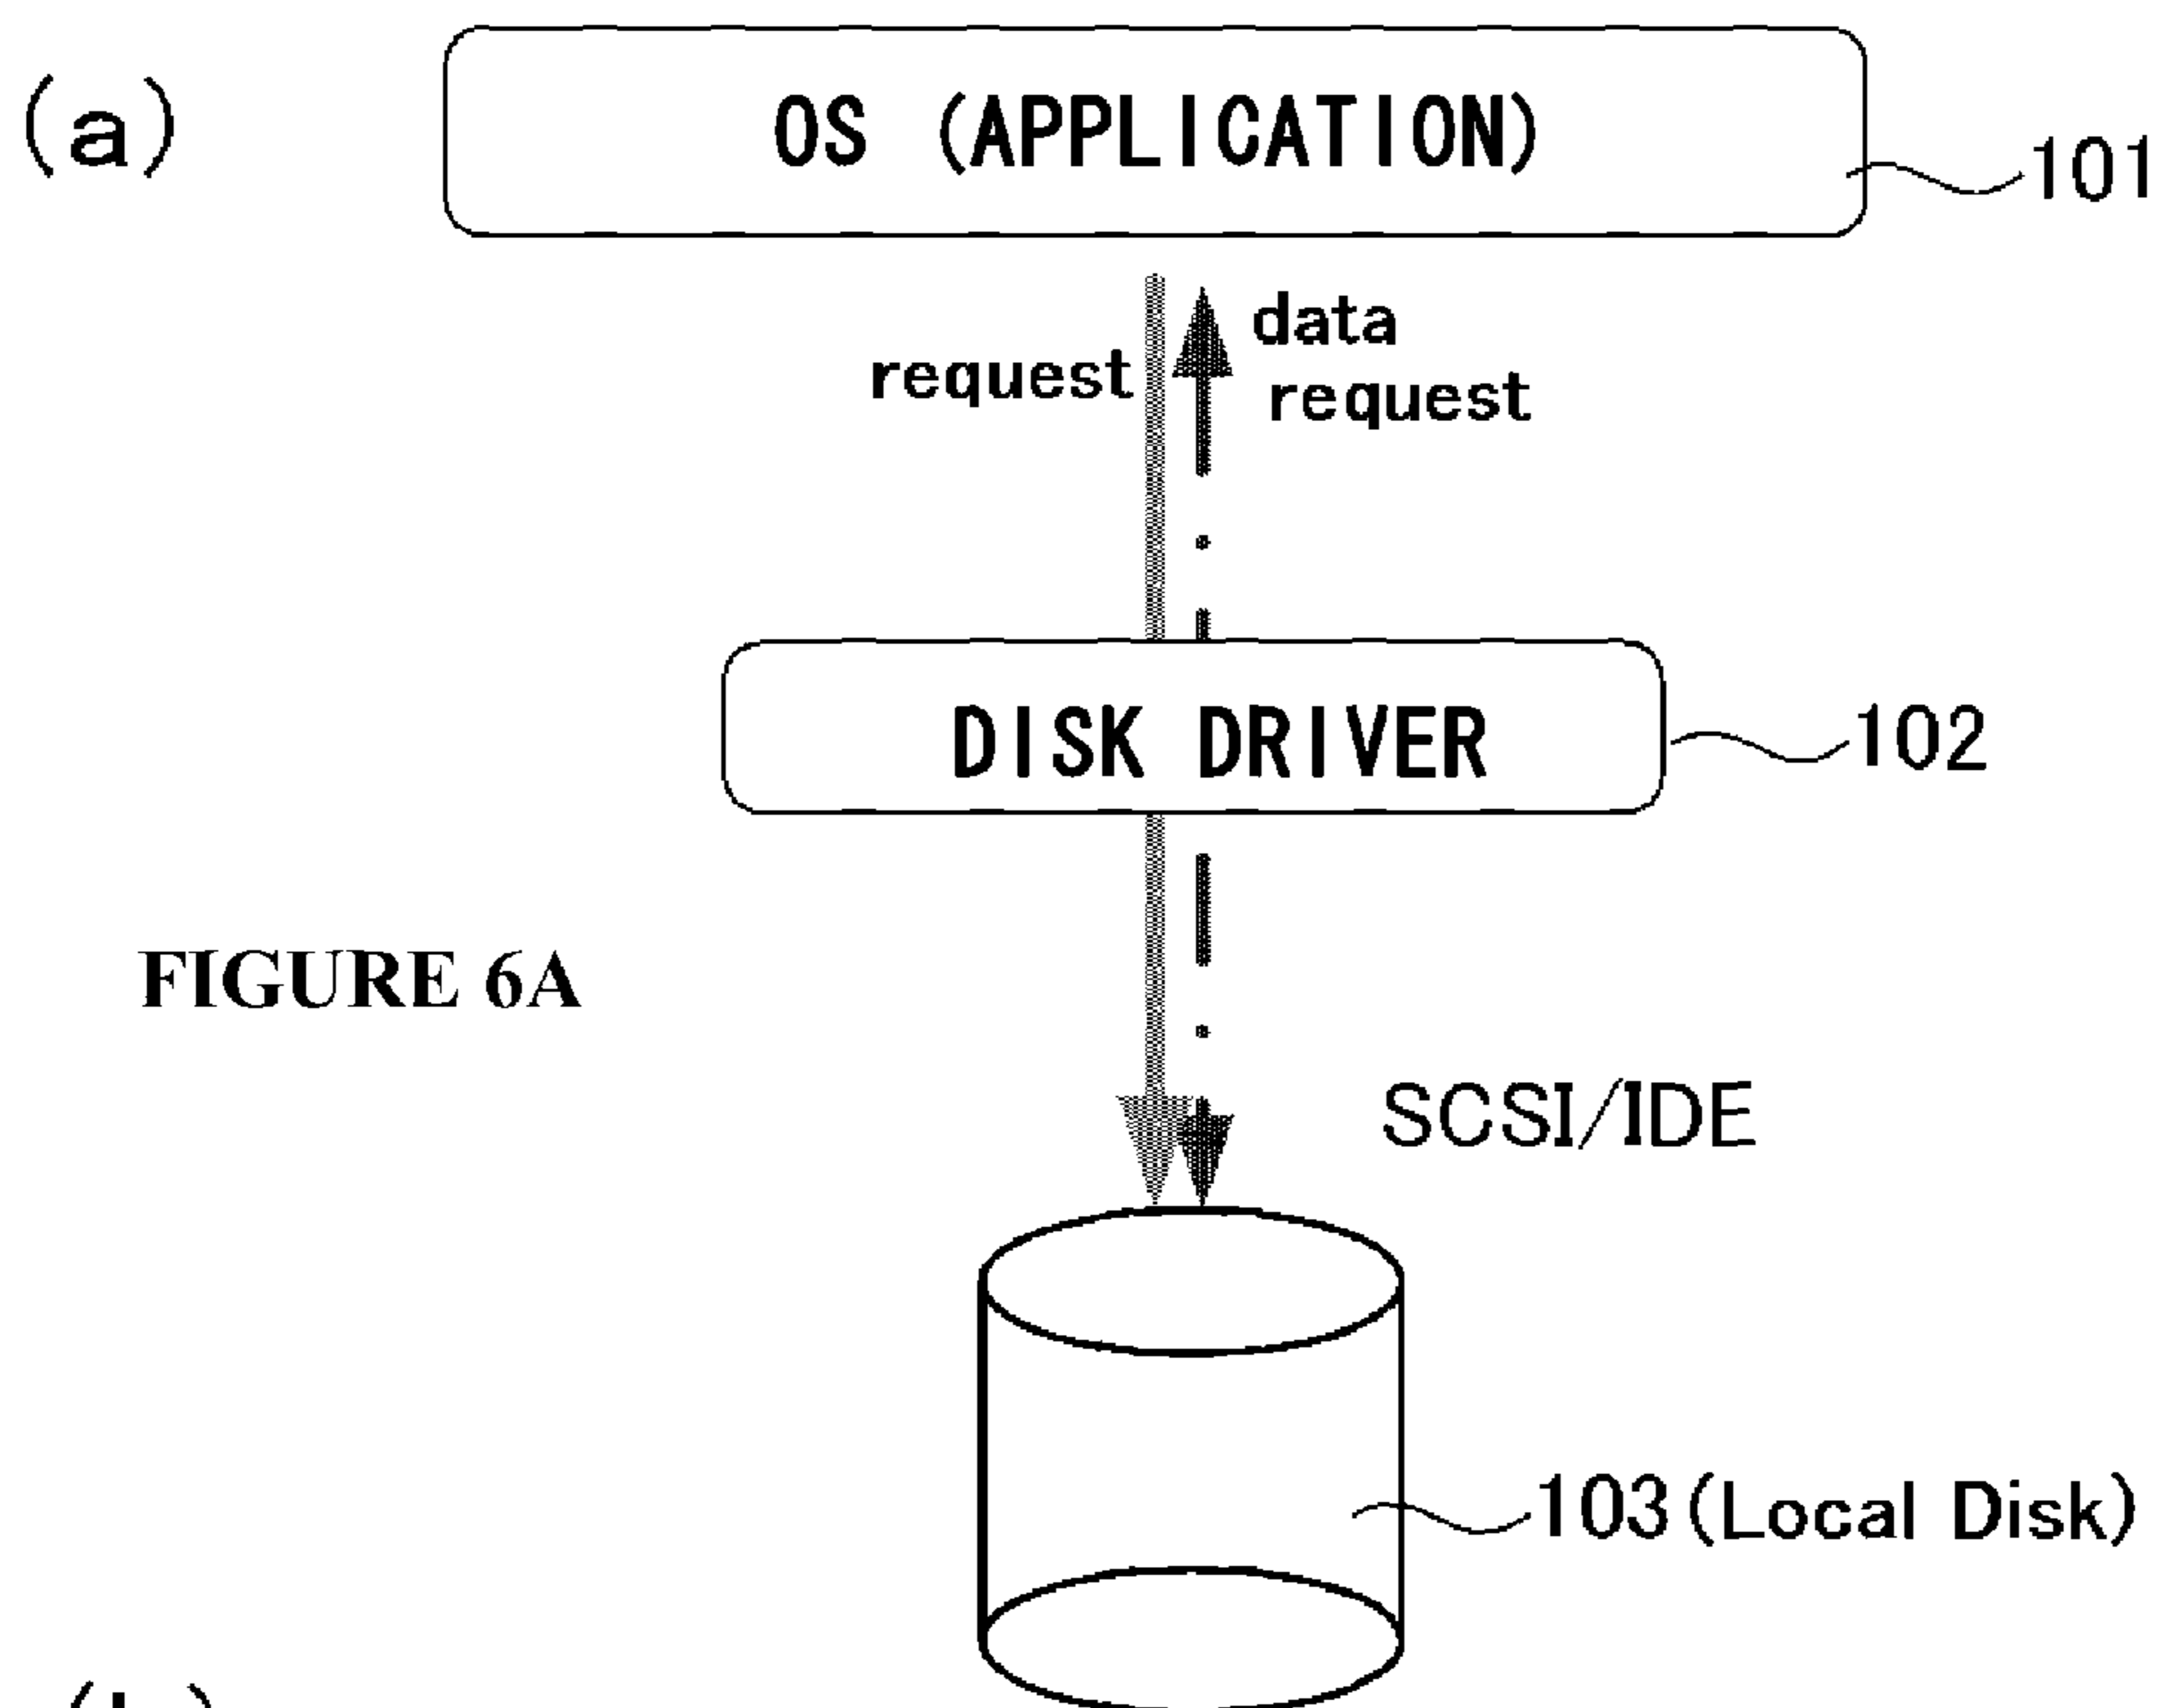 (a)
OS (APPLICATION)
101
request
data
request
DISK DRIVER
102
FIGURE 6A
SCSI/IDE
103(Local Disk)